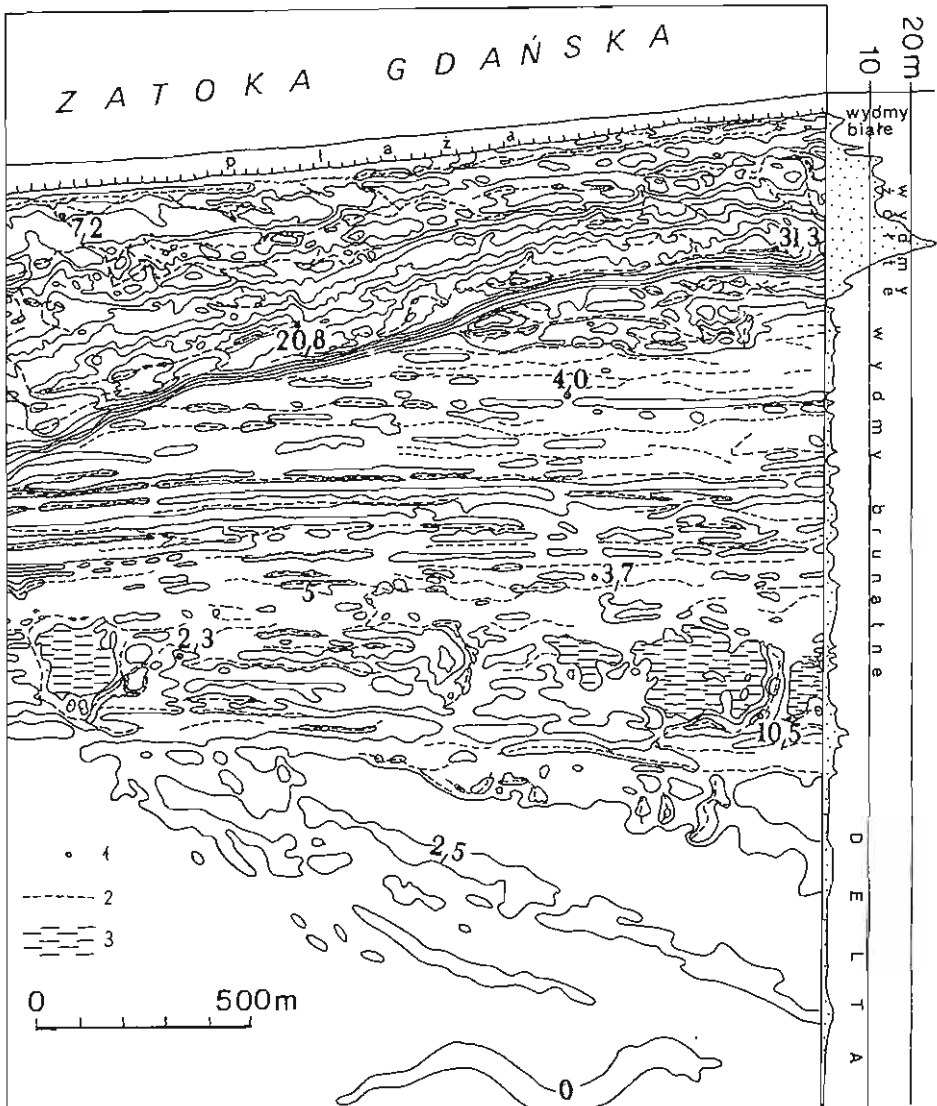 ZATOKA GDAŃSKA
20m
10
wydmy
białe
plaża
wydmy
żółte
7,2
31,3
20,8
4,0
wydmy brunatne
3,7
5
2,3
10,5
2,5
DELTA
1
2
3
0 500m
0